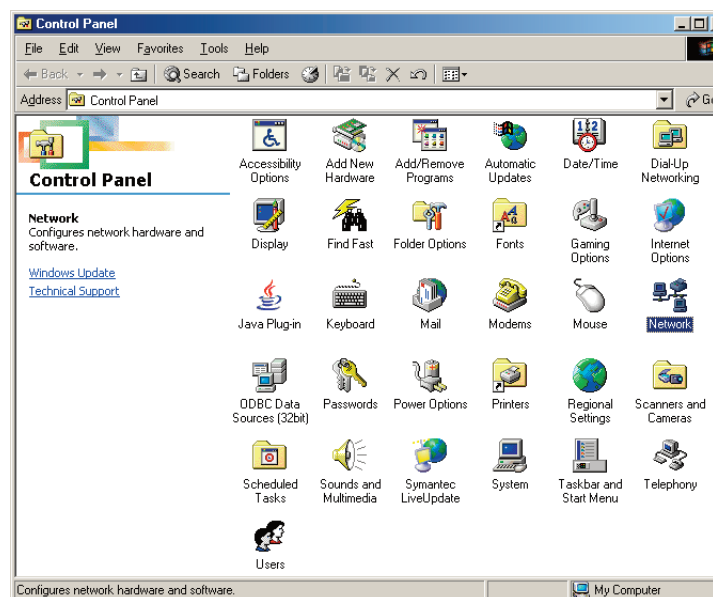 Control Panel
File Edit View Favorites Tools Help
Back Search Folders
Address Control Panel
Control Panel
Network
Configures network hardware and
software.
Windows Update
Technical Support
Accessibility
Options
Add New
Hardware
Add/Remove
Programs
Automatic
Updates
Date/Time
Dial-Up
Networking
Display
Find Fast
Folder Options
Fonts
Gaming
Options
Internet
Options
Java Plug-in
Keyboard
Mail
Modems
Mouse
Network
ODBC Data
Sources (32bit)
Passwords
Power Options
Printers
Regional
Settings
Scanners and
Cameras
Scheduled
Tasks
Sounds and
Multimedia
Symantec
LiveUpdate
System
Taskbar and
Start Menu
Telephony
Users
Configures network hardware and software.
My Computer